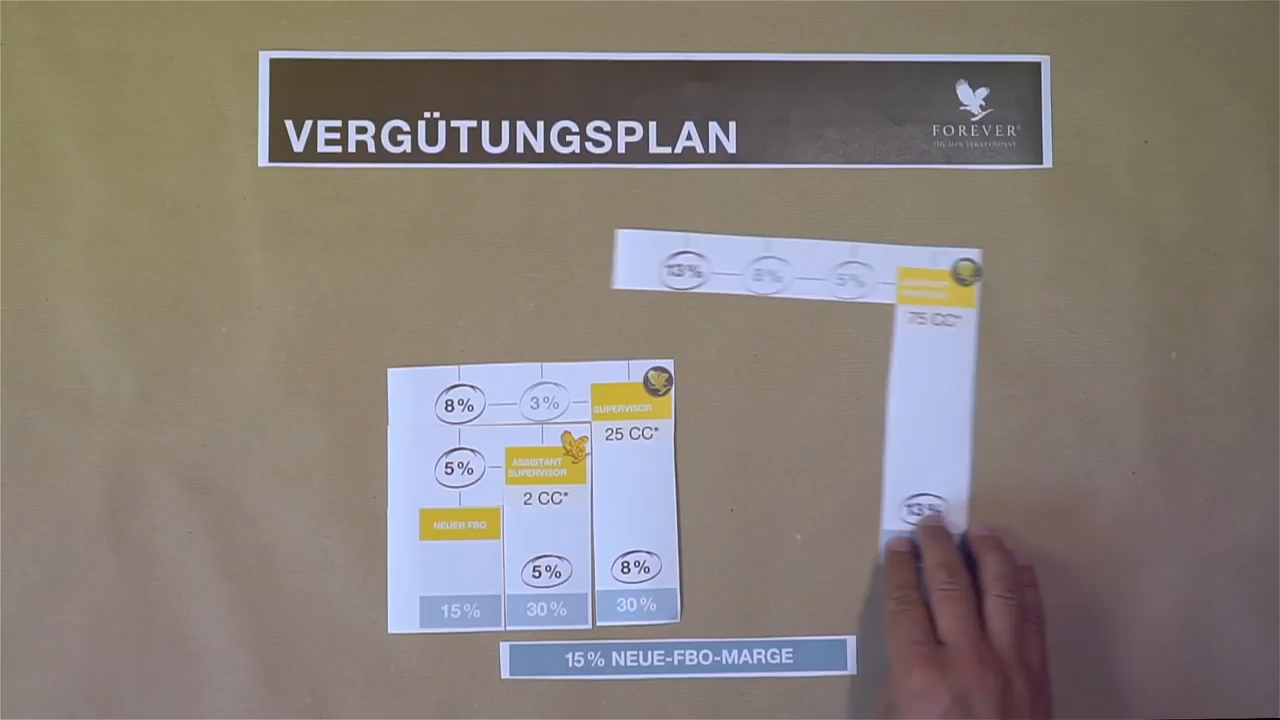 VERGÜTUNGSPLAN
FOREVER®
13% 8% 5%
75 CC*
13%
8% 3% SUPERVISOR
25 CC*
5% ASSISTANT
SUPERVISOR
2 CC*
NEUER FBO
5% 8%
15% 30% 30%
15% NEUE-FBO-MARGE